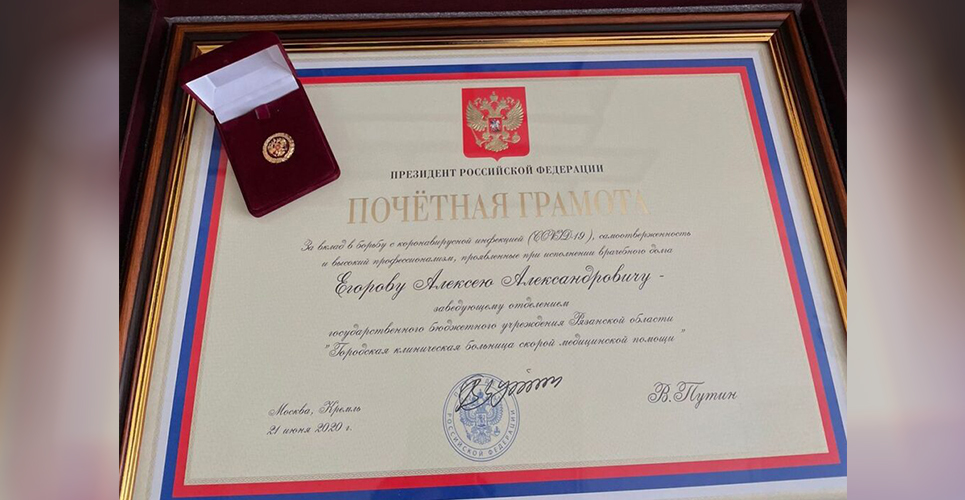 ПРЕЗИДЕНТ РОССИЙСКОЙ ФЕДЕРАЦИИ
ПОЧЁТНАЯ ГРАМОТА
За вклад в борьбу с коронавирусной инфекцией (COVID-19), самоотверженность
и высокий профессионализм, проявленные при исполнении врачебного долга
Егорову Алексею Александровичу -
заведующему отделением
государственного бюджетного учреждения Рязанской области
"Городская клиническая больница скорой медицинской помощи"
Москва, Кремль
21 июня 2020 г.
В.Путин
РОССИЙСКОЙ ФЕДЕРАЦИИ